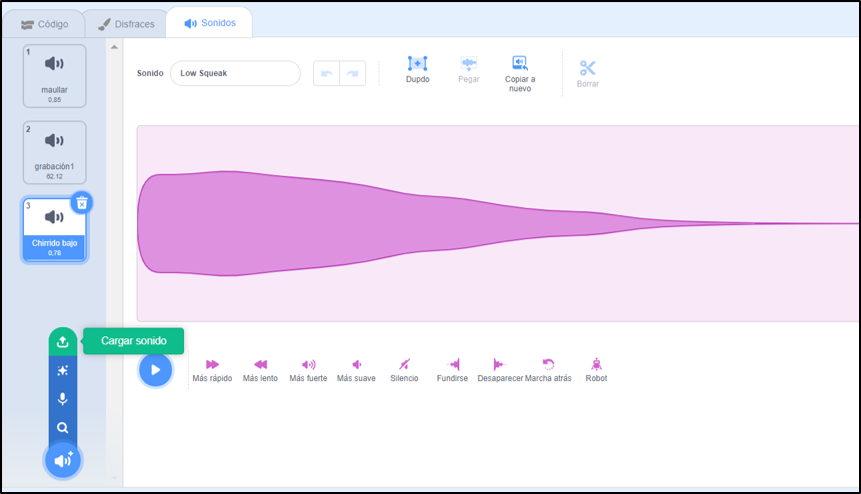 Código
Disfraces
Sonidos
1
maullar
0,85
2
grabación1
62.12
3
Chirrido bajo
0,76
Sonido
Low Squeak
Dupdo
Pegar
Copiar a
nuevo
Borrar
Cargar sonido
Más rápido
Más lento
Más fuerte
Más suave
Silencio
Fundirse
Desaparecer
Marcha atrás
Robot